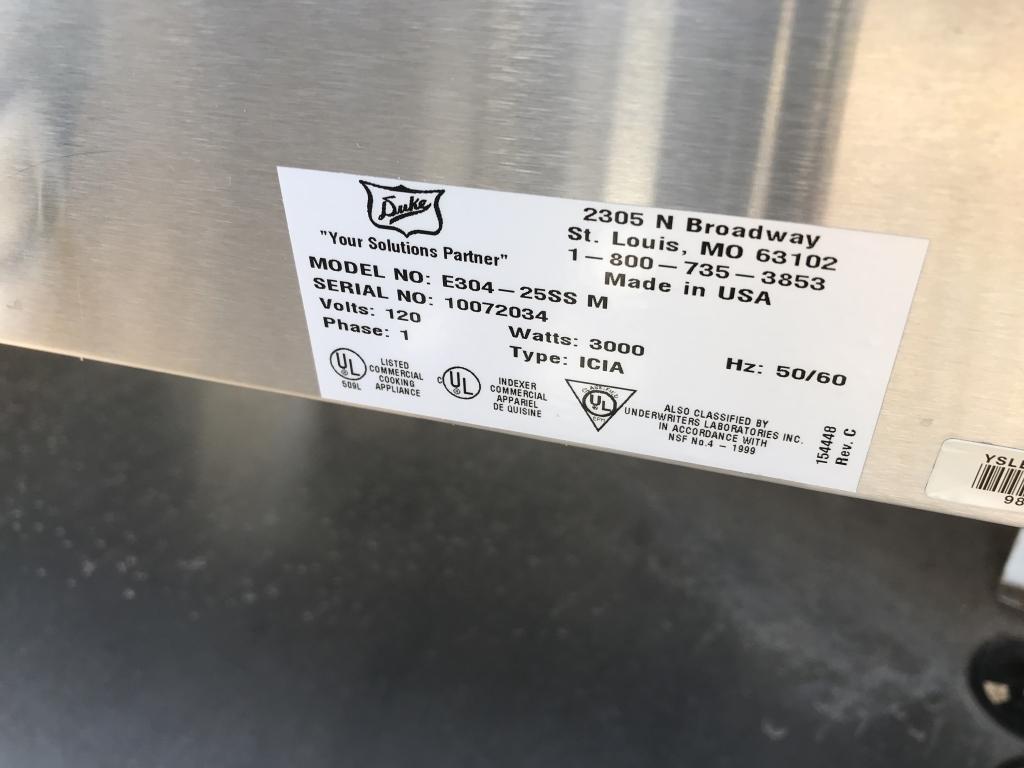 Duke
"Your Solutions Partner"
2305 N Broadway
St. Louis, MO 63102
1-800-735-3853
Made in USA
MODEL NO: E304-25SS M
SERIAL NO: 10072034
Volts: 120 Watts: 3000 Hz: 50/60
Phase: 1 Type: ICIA
UL
509L
LISTED
COMMERCIAL
COOKING
APPLIANCE
c UL
INDEXER
COMMERCIAL
APPARIEL
DE QUISINE
CLASSIFIED
UL
EPH
ALSO CLASSIFIED BY
UNDERWRITERS LABORATORIES INC.
IN ACCORDANCE WITH
NSF No.4 - 1999
154448
Rev. C
98